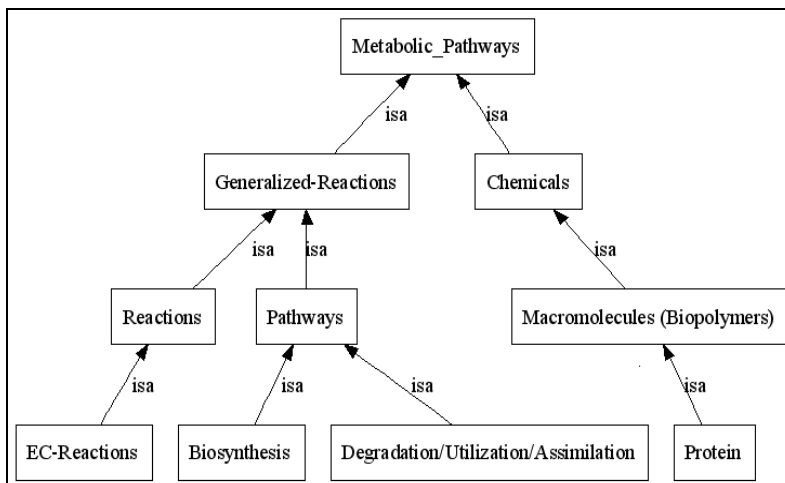 Metabolic_Pathways
isa
isa
Generalized-Reactions
Chemicals
isa
isa
isa
Reactions
Pathways
Macromolecules (Biopolymers)
isa
isa
isa
isa
EC-Reactions
Biosynthesis
Degradation/Utilization/Assimilation
Protein